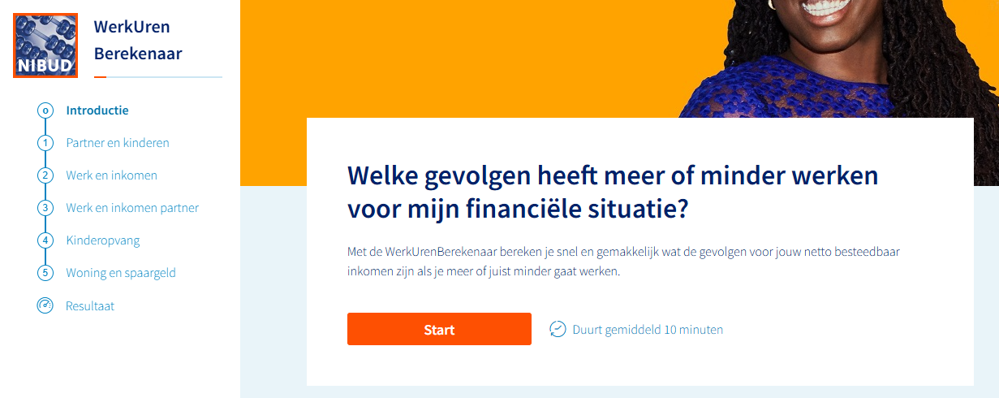 NIBUD
WerkUren
Berekenaar
0 Introductie
1 Partner en kinderen
2 Werk en inkomen
3 Werk en inkomen partner
4 Kinderopvang
5 Woning en spaargeld
Resultaat
Welke gevolgen heeft meer of minder werken
voor mijn financiële situatie?
Met de WerkUrenBerekenaar bereken je snel en gemakkelijk wat de gevolgen voor jouw netto besteedbaar
inkomen zijn als je meer of juist minder gaat werken.
Start
Duurt gemiddeld 10 minuten